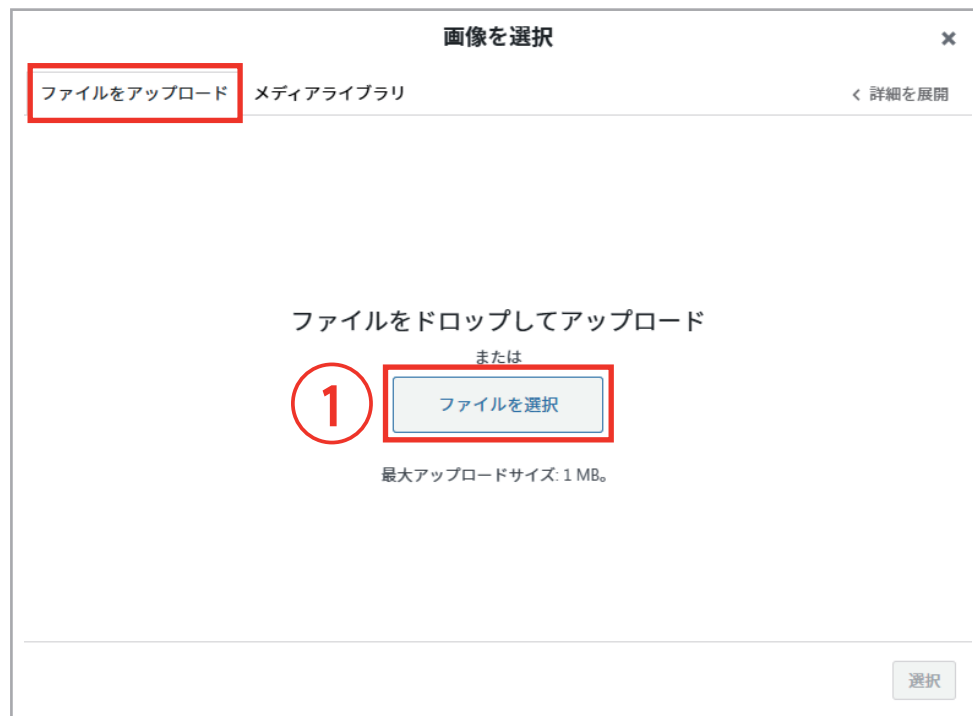 画像を選択 ×
ファイルをアップロード メディアライブラリ < 詳細を展開
ファイルをドロップしてアップロード
または
① ファイルを選択
最大アップロードサイズ: 1 MB。
選択